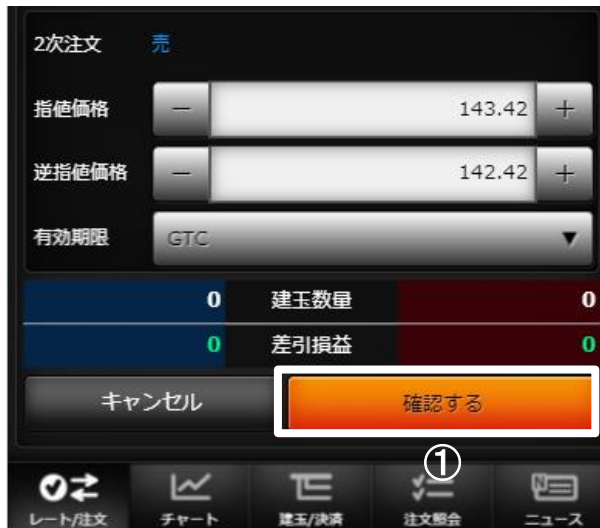 2次注文 売
指値価格 － 143.42 ＋
逆指値価格 － 142.42 ＋
有効期限 GTC ▼
0 建玉数量 0
0 差引損益 0
キャンセル 確認する
①
レート/注文 チャート 建玉/決済 注文照会 ニュース